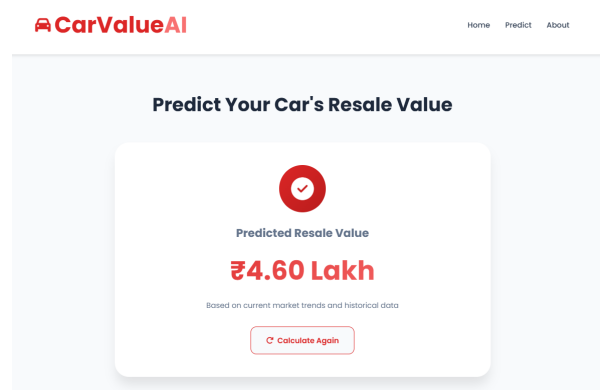 CarValueAI
Home Predict About
Predict Your Car's Resale Value
Predicted Resale Value
₹4.60 Lakh
Based on current market trends and historical data
Calculate Again